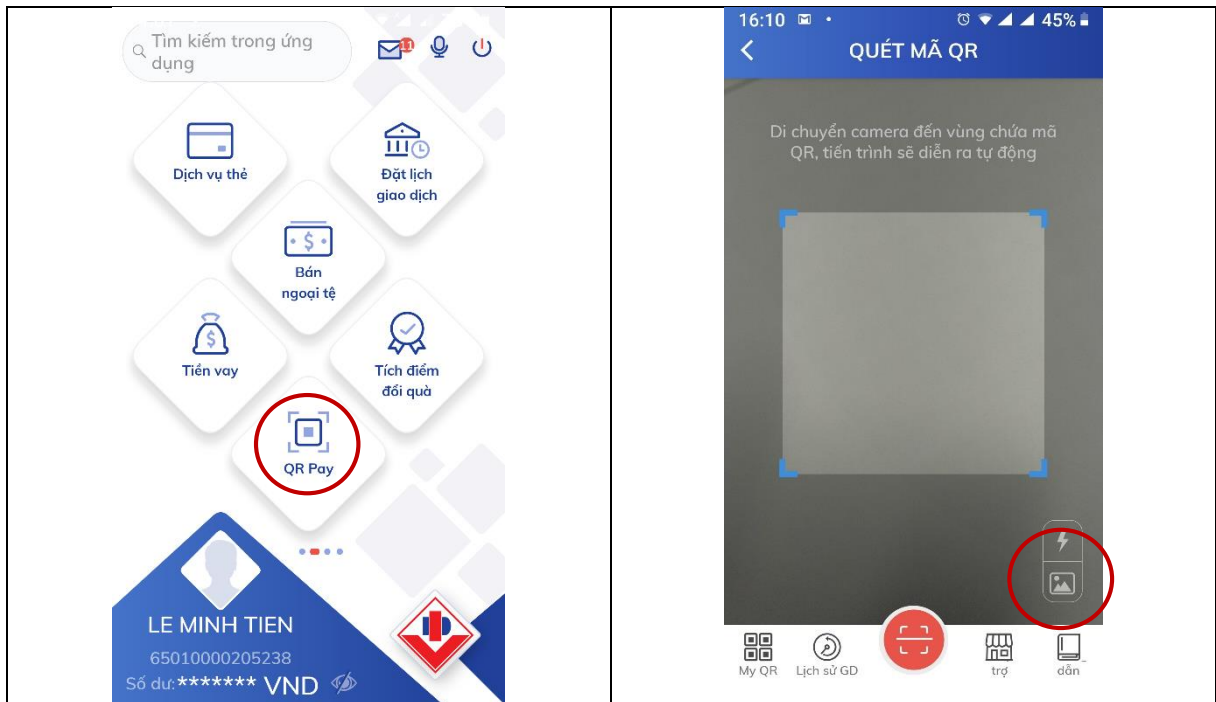 Tìm kiếm trong ứng
dụng
11
Dịch vụ thẻ
Đặt lịch
giao dịch
Bán
ngoại tệ
Tiền vay
Tích điểm
đổi quà
QR Pay
LE MINH TIEN
65010000205238
Số dư:******* VND
16:10
45%
QUÉT MÃ QR
Di chuyển camera đến vùng chứa mã
QR, tiến trình sẽ diễn ra tự động
My QR
Lịch sử GD
trợ
dẫn